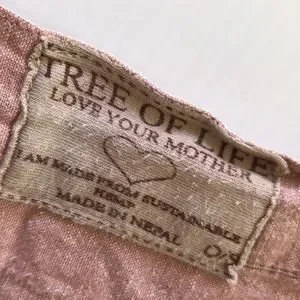 TREE OF LIFE
LOVE YOUR MOTHER
I AM MADE FROM SUSTAINABLE
HEMP
MADE IN NEPAL
O/S